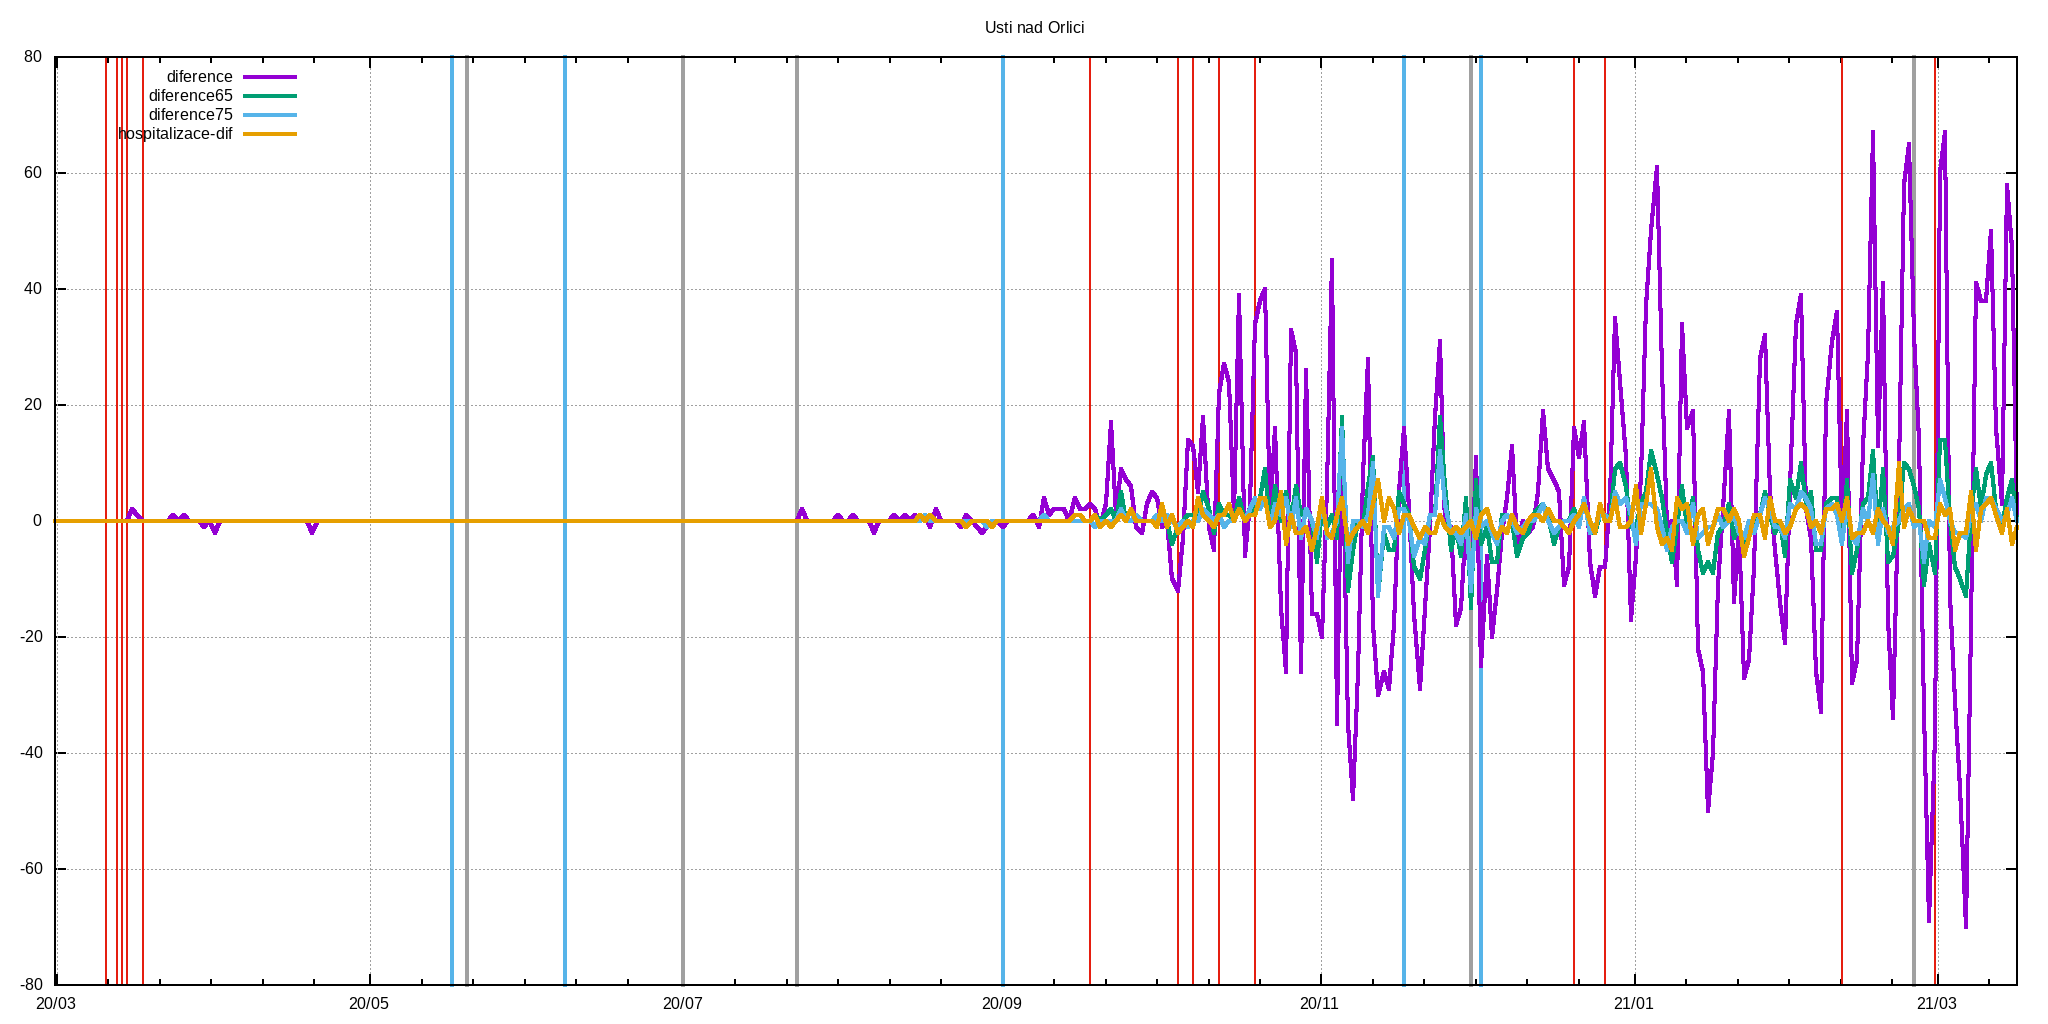 Usti nad Orlici
80
60
40
20
0
-20
-40
-60
-80
diference
diference65
diference75
hospitalizace-dif
20/03 20/05 20/07 20/09 20/11 21/01 21/03